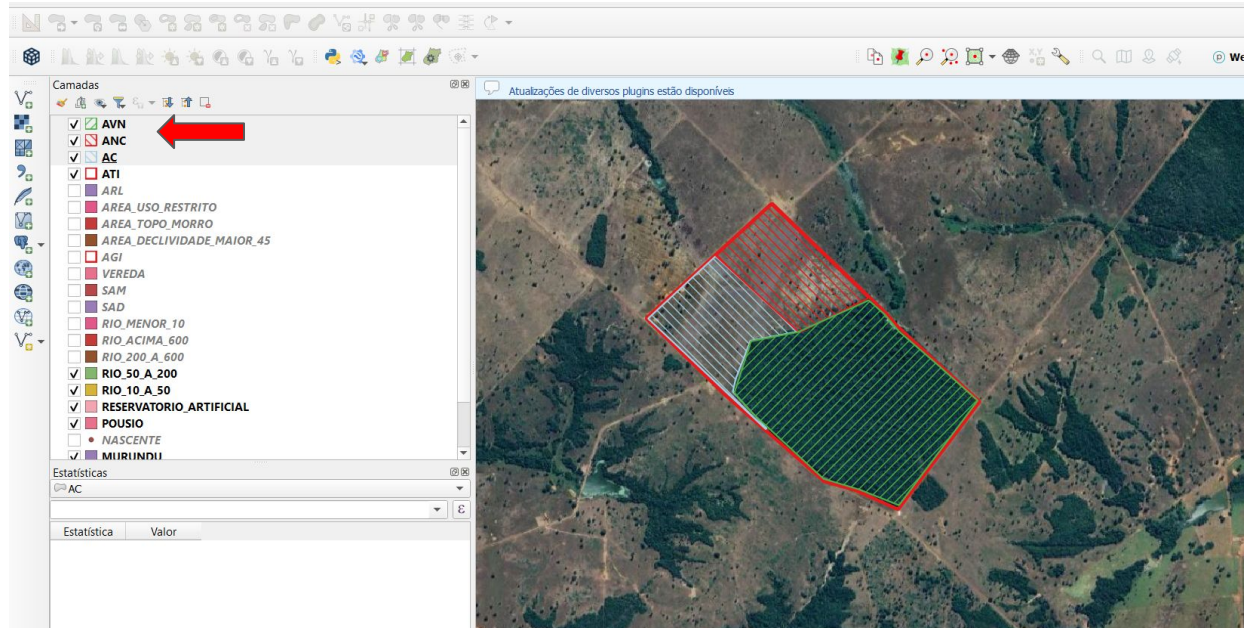 We
Camadas
Atualizações de diversos plugins estão disponíveis
AVN
ANC
AC
ATI
ARL
AREA_USO_RESTRITO
AREA_TOPO_MORRO
AREA_DECLIVIDADE_MAIOR_45
AGI
VEREDA
SAM
SAD
RIO_MENOR_10
RIO_ACIMA_600
RIO_200_A_600
RIO_50_A_200
RIO_10_A_50
RESERVATORIO_ARTIFICIAL
POUSIO
NASCENTE
MURUNDU
Estatísticas
AC
ε
Estatística Valor